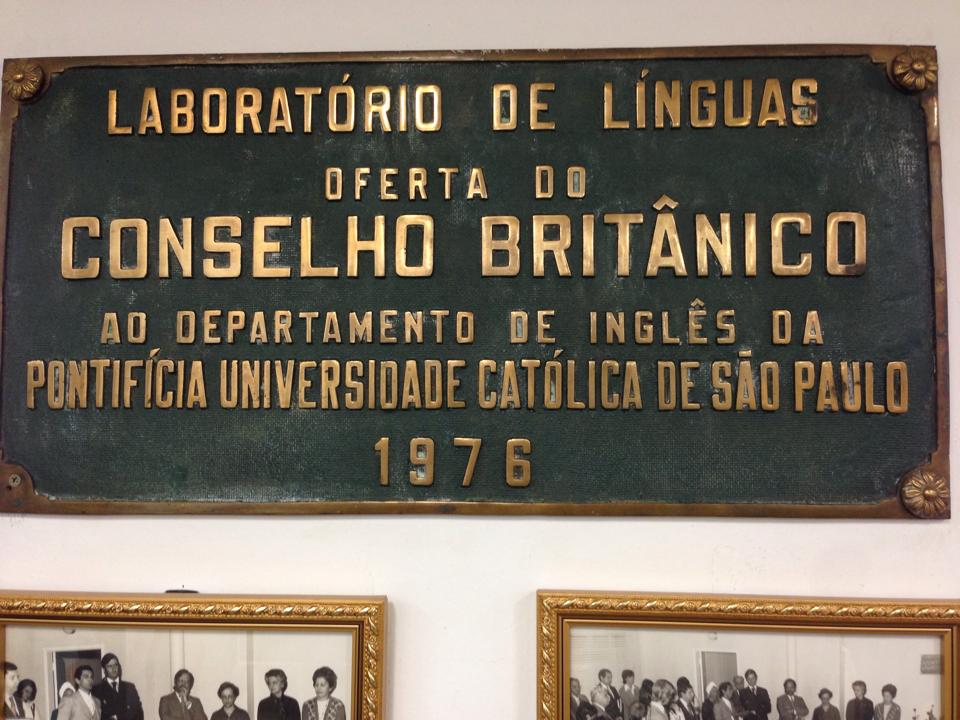 LABORATÓRIO DE LÍNGUAS
OFERTA DO
CONSELHO BRITÂNICO
AO DEPARTAMENTO DE INGLÊS DA
PONTIFÍCIA UNIVERSIDADE CATÓLICA DE SÃO PAULO
1976